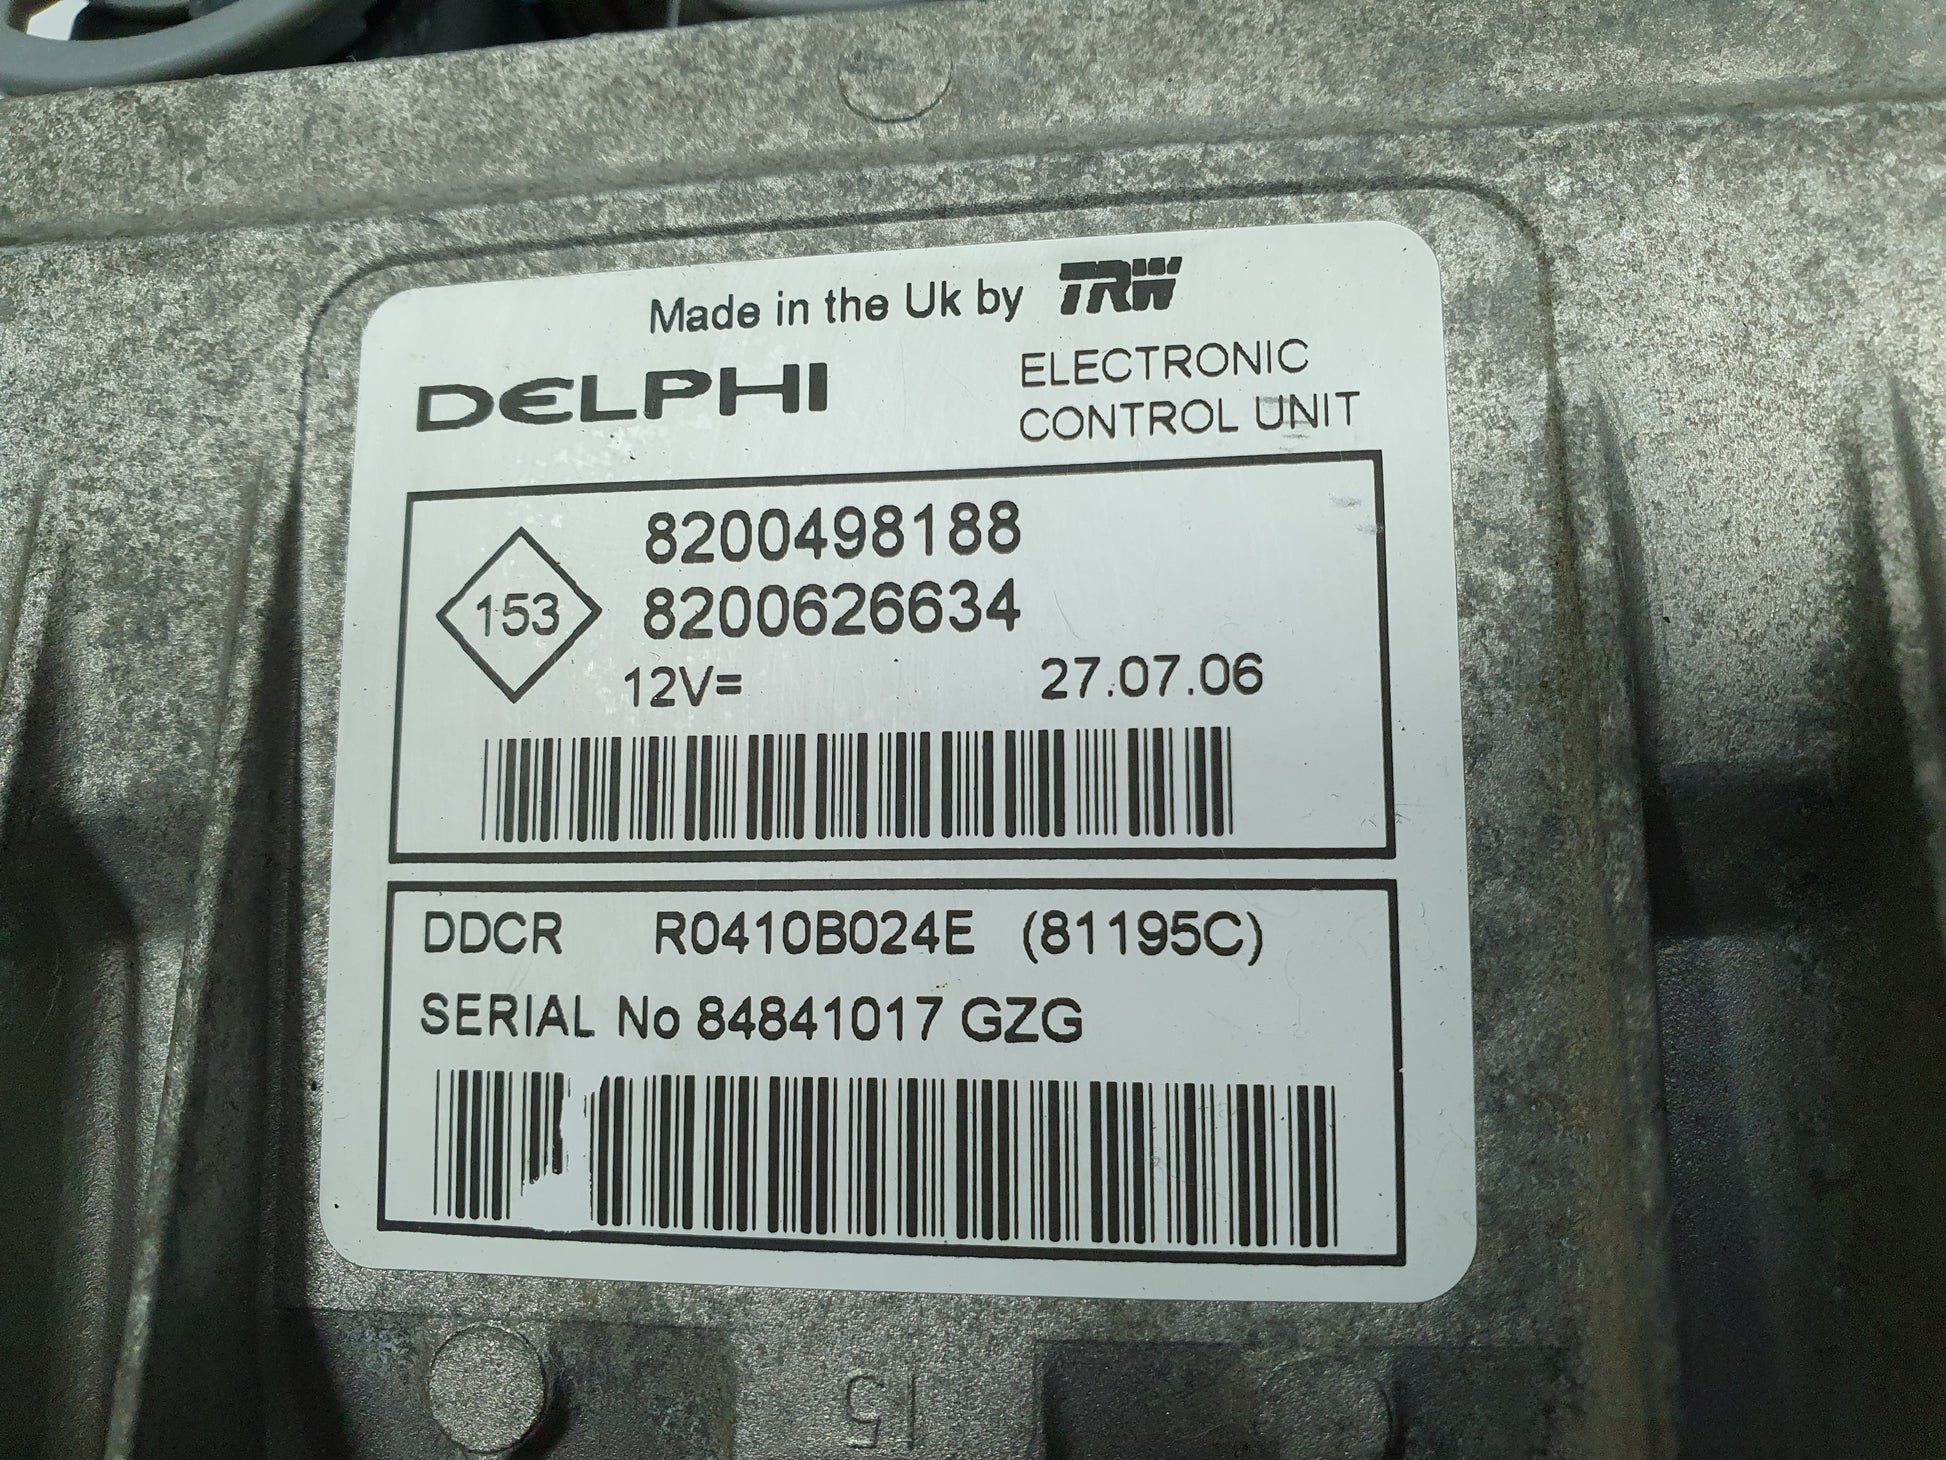 Made in the Uk by TRW
DELPHI
ELECTRONIC
CONTROL UNIT
8200498188
153
8200626634
12V=
27.07.06
DDCR R0410B024E (81195C)
SERIAL No 84841017 GZG
15